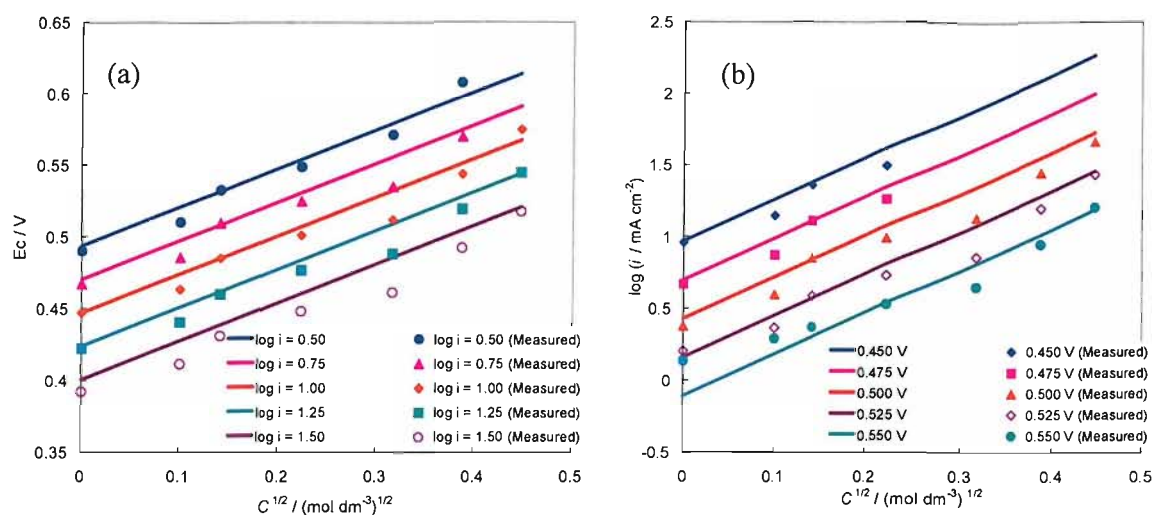 (a)
Ec / V
0.65
0.6
0.55
0.5
0.45
0.4
0.35
0
0.1
0.2
0.3
0.4
0.5
C 1/2 / (mol dm-3)1/2
log i = 0.50
log i = 0.75
log i = 1.00
log i = 1.25
log i = 1.50
log i = 0.50 (Measured)
log i = 0.75 (Measured)
log i = 1.00 (Measured)
log i = 1.25 (Measured)
log i = 1.50 (Measured)
(b)
log (i / mA cm-2)
2.5
2
1.5
1
0.5
0
-0.5
0
0.1
0.2
0.3
0.4
0.5
C 1/2 / (mol dm-3)1/2
0.450 V
0.475 V
0.500 V
0.525 V
0.550 V
0.450 V (Measured)
0.475 V (Measured)
0.500 V (Measured)
0.525 V (Measured)
0.550 V (Measured)